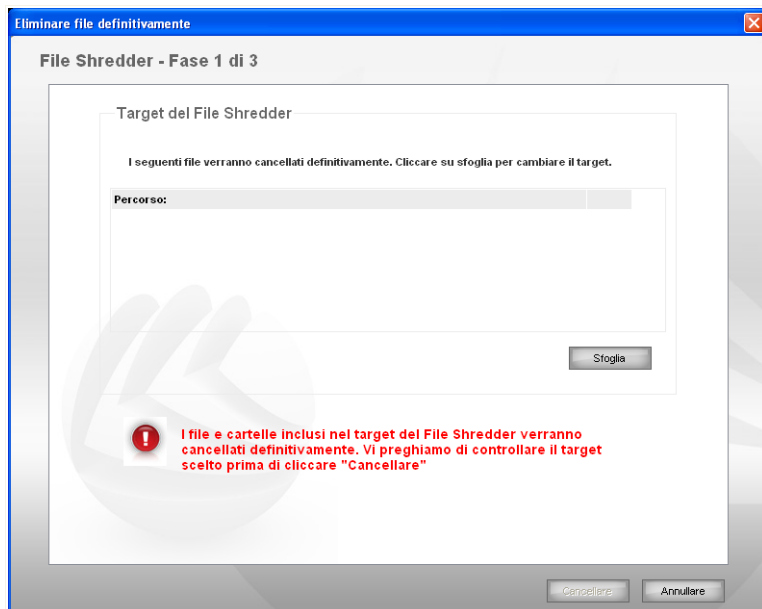 Eliminare file definitivamente
File Shredder - Fase 1 di 3
Target del File Shredder
I seguenti file verranno cancellati definitivamente. Cliccare su sfoglia per cambiare il target.
Percorso:
Sfoglia
I file e cartelle inclusi nel target del File Shredder verranno
cancellati definitivamente. Vi preghiamo di controllare il target
scelto prima di cliccare "Cancellare"
Cancellare
Annullare